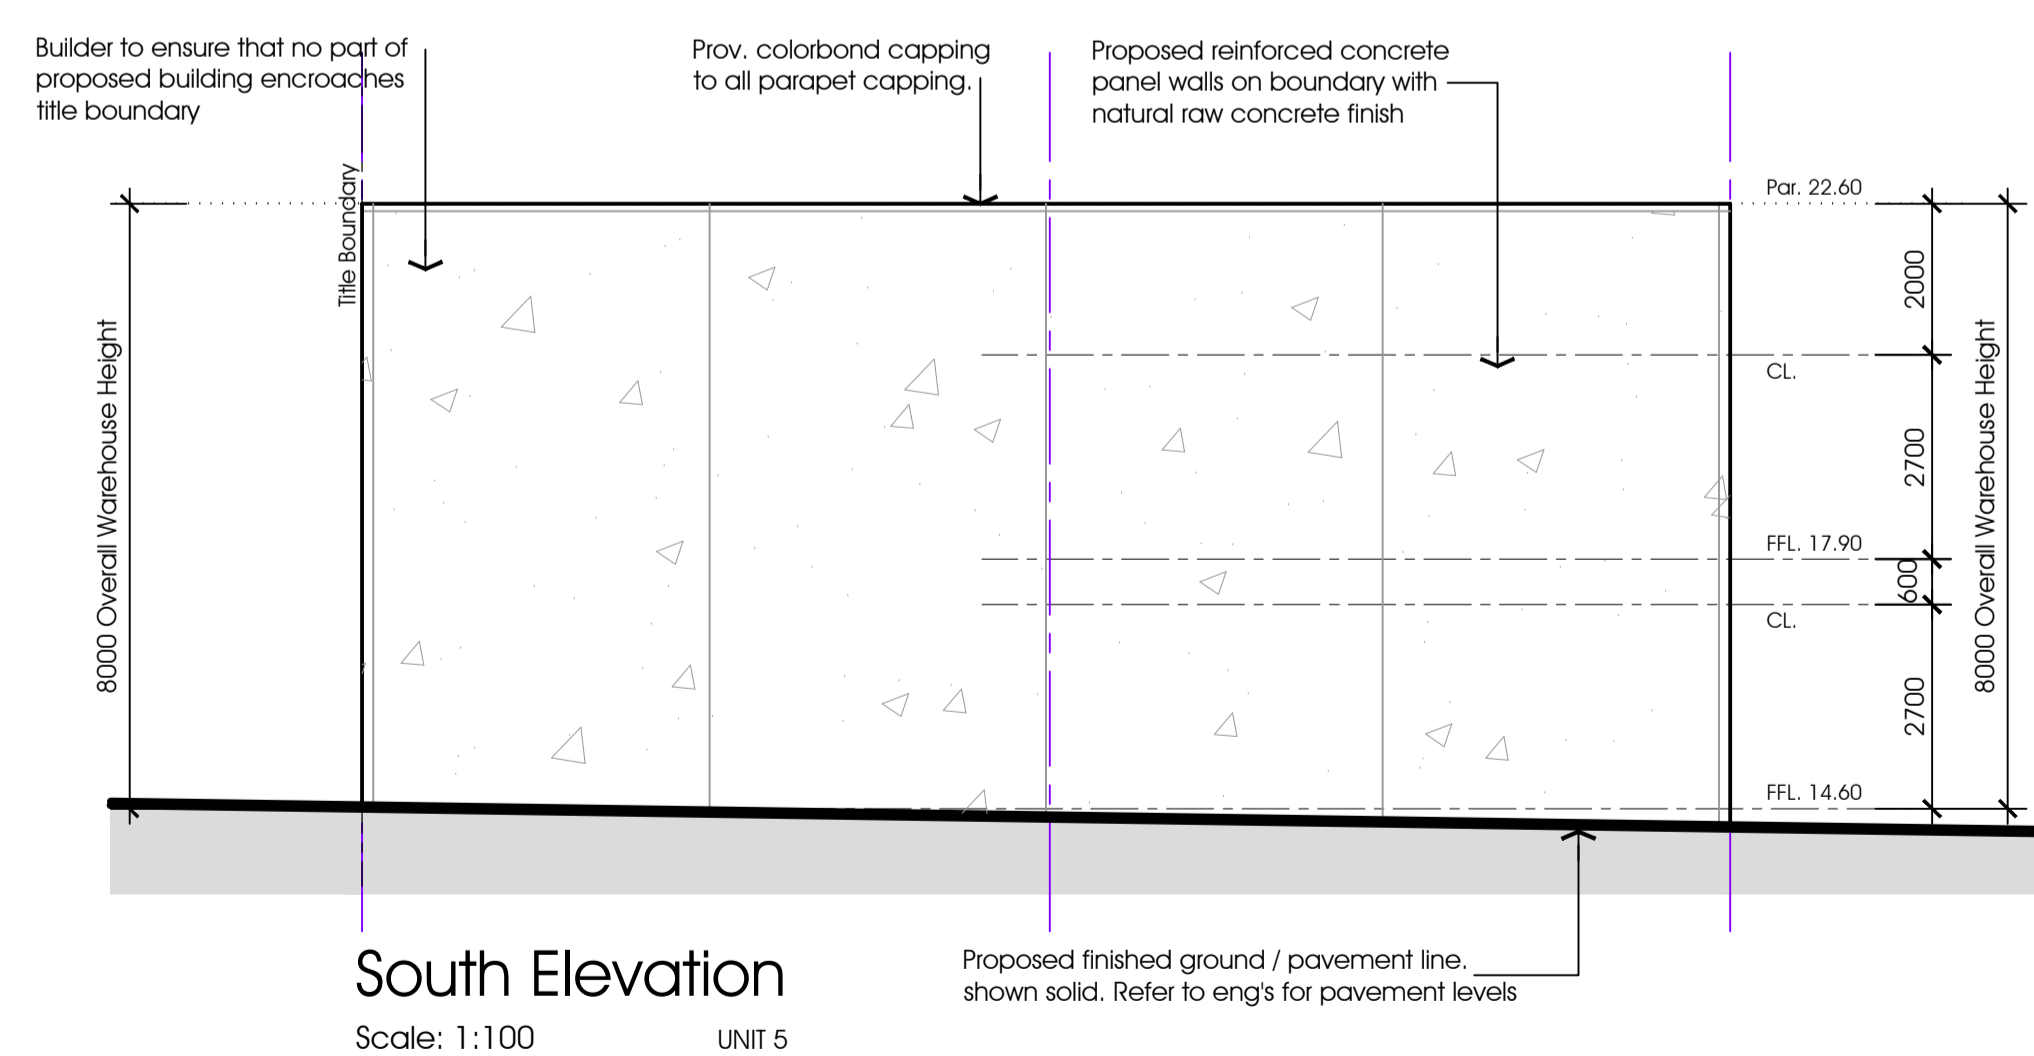 Builder to ensure that no part of
proposed building encroaches
title boundary
Prov. colorbond capping
to all parapet capping.
Proposed reinforced concrete
panel walls on boundary with
natural raw concrete finish
Title Boundary
8000 Overall Warehouse Height
Par. 22.60
2000
CL.
2700
FFL. 17.90
600
CL.
2700
FFL. 14.60
8000 Overall Warehouse Height
Proposed finished ground / pavement line.
shown solid. Refer to eng's for pavement levels
South Elevation
Scale: 1:100
UNIT 5